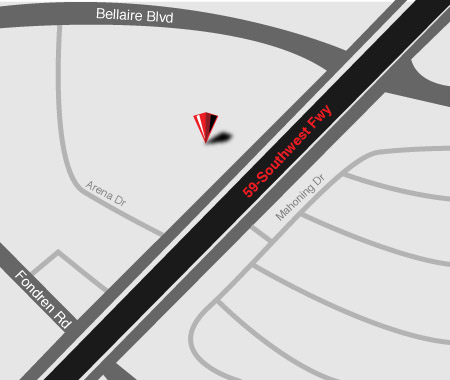 Bellaire Blvd
59-Southwest Fwy
Arena Dr
Mahoning Dr
Fondren Rd